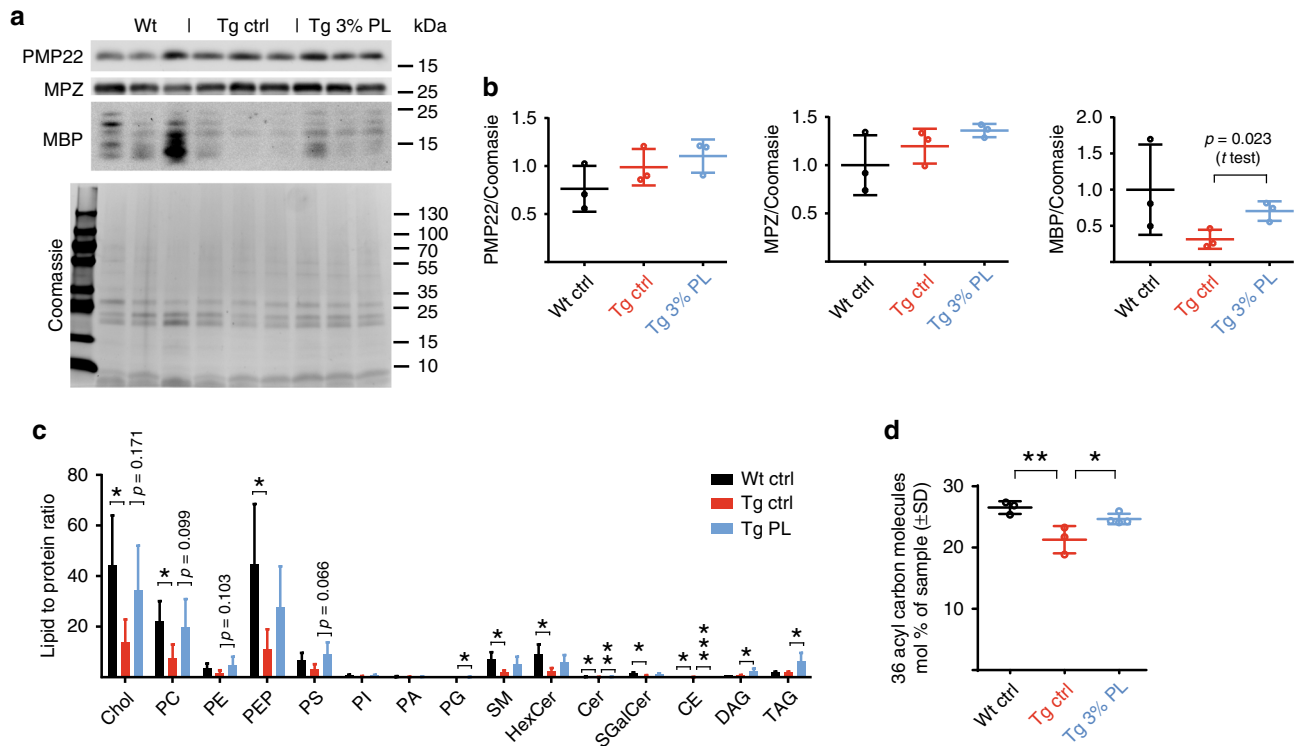 a
Wt | Tg ctrl | Tg 3% PL kDa
PMP22
15
MPZ
25
25
MBP
15
Coomassie
130
100
70
55
35
25
15
10
b
PMP22/Coomasie
1.5
1.0
0.5
Wt ctrl
Tg ctrl
Tg 3% PL
MPZ/Coomasie
1.5
1.0
0.5
Wt ctrl
Tg ctrl
Tg 3% PL
MBP/Coomasie
2.0
1.5
1.0
0.5
p = 0.023
(t test)
Wt ctrl
Tg ctrl
Tg 3% PL
c
Lipid to protein ratio
80
60
40
20
* p = 0.171
* p = 0.099
p = 0.103
*
p = 0.066
*
*
*
* **
*
* ***
*
*
Wt ctrl
Tg ctrl
Tg PL
Chol
PC
PE
PEP
PS
PI
PA
PG
SM
HexCer
Cer
SGalCer
CE
DAG
TAG
d
36 acyl carbon molecules
mol % of sample (±SD)
30
20
10
** *
Wt ctrl
Tg ctrl
Tg 3% PL